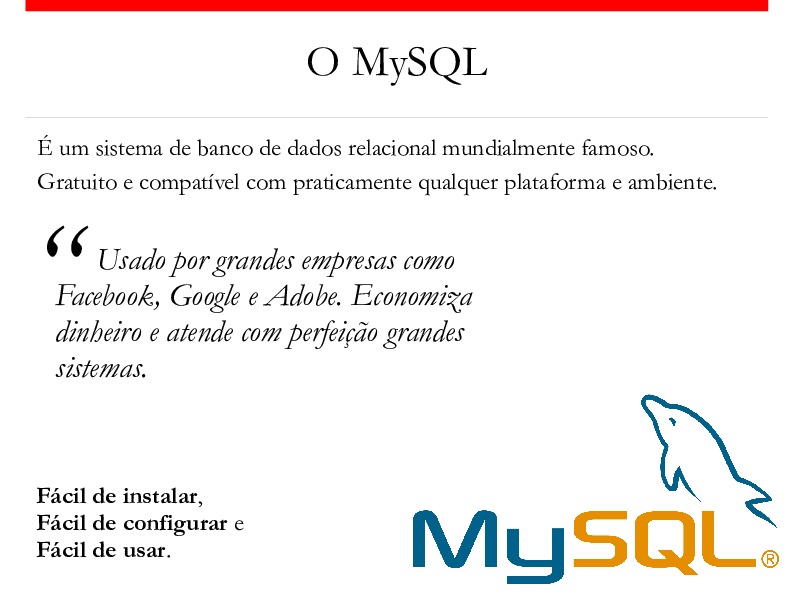 O MySQL
É um sistema de banco de dados relacional mundialmente famoso.
Gratuito e compatível com praticamente qualquer plataforma e ambiente.
“ Usado por grandes empresas como
Facebook, Google e Adobe. Economiza
dinheiro e atende com perfeição grandes
sistemas.
Fácil de instalar,
Fácil de configurar e
Fácil de usar.
MySQL®